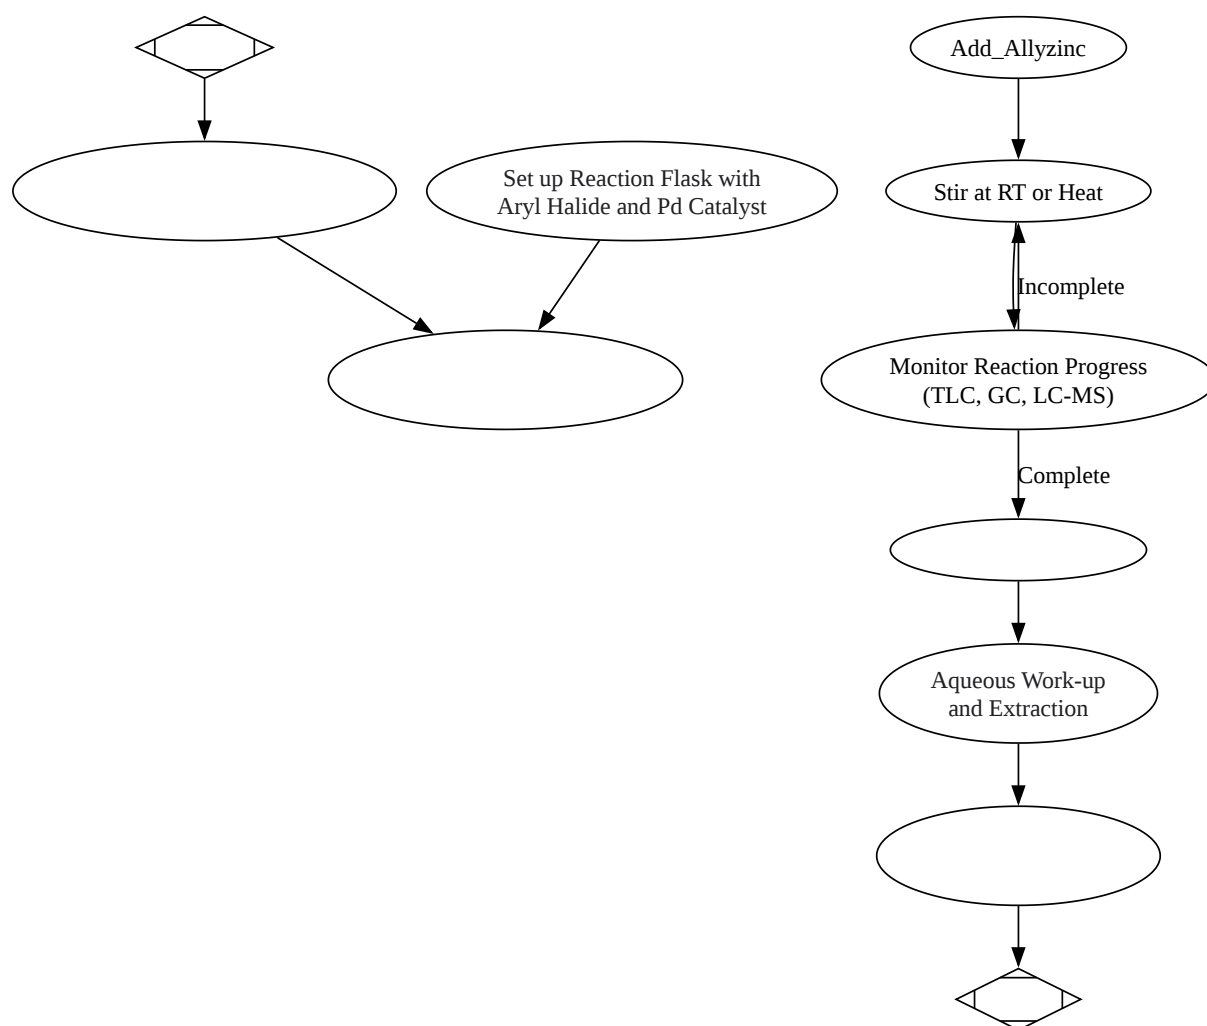 Add_Allyzinc
Set up Reaction Flask with
Aryl Halide and Pd Catalyst
Stir at RT or Heat
Incomplete
Monitor Reaction Progress
(TLC, GC, LC-MS)
Complete
Aqueous Work-up
and Extraction